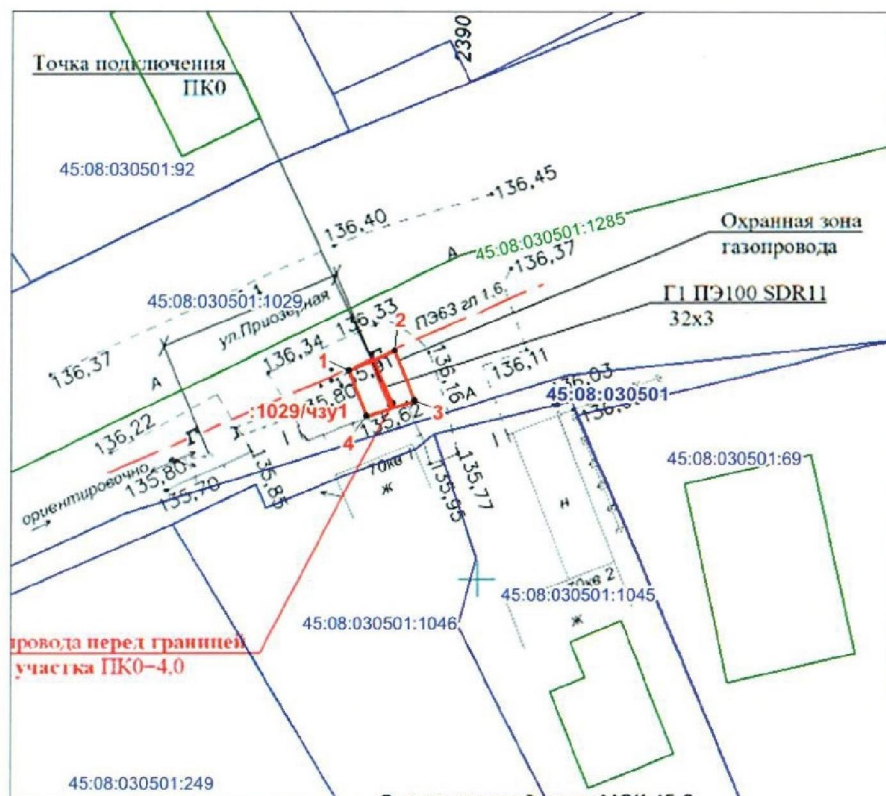 2390
Точка подключения
ПК0
45:08:030501:92
136,45
136,40
Охранная зона
газопровода
А
45:08:030501:1285
136,37
45:08:030501:1029
ул.Приозерная
Г1 ПЭ100 SDR11
32х3
ПЭ63 гл 1.6
136,33
136,34
136,37
А
1
2
135,91
136,16
136,11
136,03
45:08:030501
135,80
:1029/чзу1
3
А
4
135,62
136,22
Г
135,80
135,70
ориентировочно
135,85
70кв 1
ж
135,95
135,77
45:08:030501:69
н
45:08:030501:1045
ж
45:08:030501:1046
провода перед границей
участка ПК0-4,0
45:08:030501:249